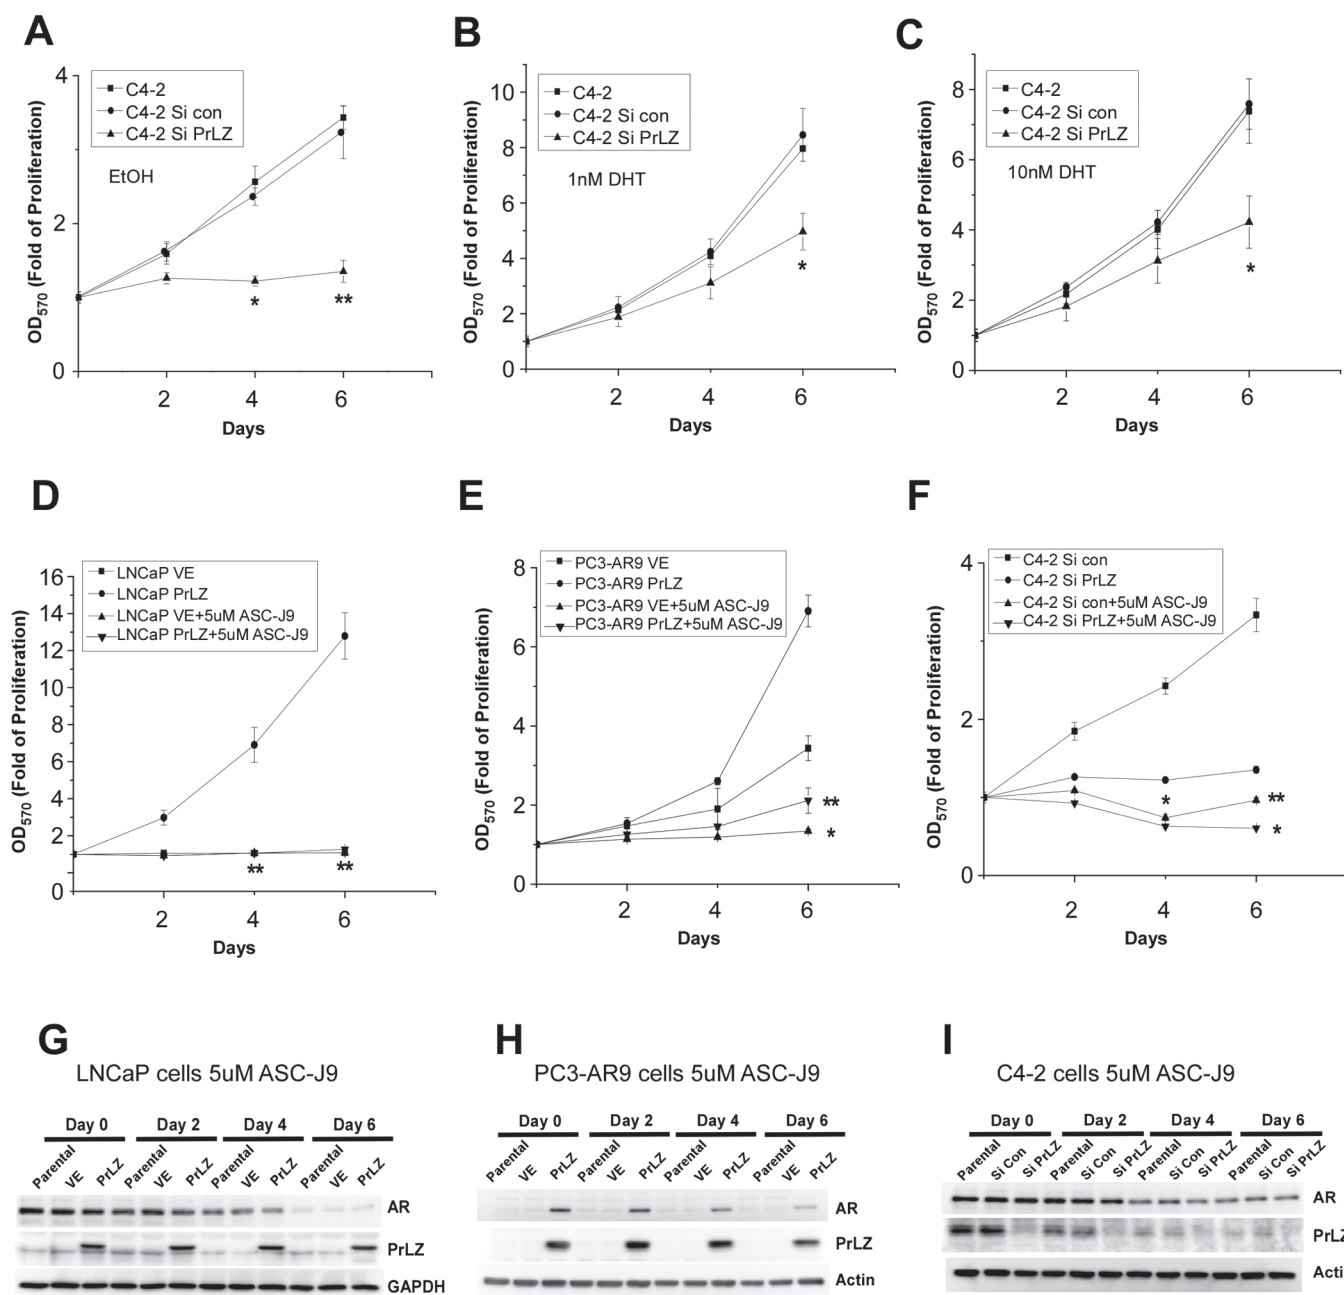 A
B
C
C4-2
C4-2 Si con
C4-2 Si PrLZ
EtOH
OD570 (Fold of Proliferation)
4
2
0
2 4 6
Days
*
**
C4-2
C4-2 Si con
C4-2 Si PrLZ
1nM DHT
OD570 (Fold of Proliferation)
10
8
6
4
2
0
2 4 6
Days
*
C4-2
C4-2 Si con
C4-2 Si PrLZ
10nM DHT
OD570 (Fold of Proliferation)
8
6
4
2
0
2 4 6
Days
*
D
E
F
LNCaP VE
LNCaP PrLZ
LNCaP VE+5uM ASC-J9
LNCaP PrLZ+5uM ASC-J9
OD570 (Fold of Proliferation)
16
14
12
10
8
6
4
2
0
2 4 6
Days
**
**
PC3-AR9 VE
PC3-AR9 PrLZ
PC3-AR9 VE+5uM ASC-J9
PC3-AR9 PrLZ+5uM ASC-J9
OD570 (Fold of Proliferation)
8
6
4
2
0
2 4 6
Days
**
*
C4-2 Si con
C4-2 Si PrLZ
C4-2 Si con+5uM ASC-J9
C4-2 Si PrLZ+5uM ASC-J9
OD570 (Fold of Proliferation)
4
2
0
2 4 6
Days
*
**
*
G
LNCaP cells 5uM ASC-J9
Day 0 Day 2 Day 4 Day 6
Parental VE PrLZ Parental VE PrLZ Parental VE PrLZ Parental VE PrLZ
AR
PrLZ
GAPDH
H
PC3-AR9 cells 5uM ASC-J9
Day 0 Day 2 Day 4 Day 6
Parental VE PrLZ Parental VE PrLZ Parental VE PrLZ Parental VE PrLZ
AR
PrLZ
Actin
I
C4-2 cells 5uM ASC-J9
Day 0 Day 2 Day 4 Day 6
Parental Si Con Si PrLZ Parental Si Con Si PrLZ Parental Si Con Si PrLZ Parental Si Con Si PrLZ
AR
PrLZ
Acti